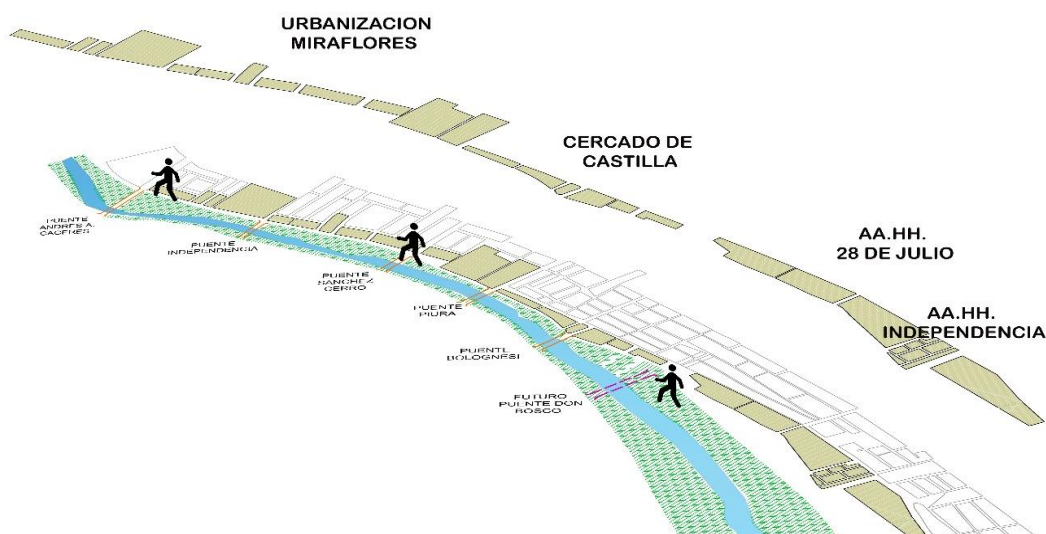 URBANIZACION
MIRAFLORES
CERCADO DE
CASTILLA
AA.HH.
28 DE JULIO
AA.HH.
INDEPENDENCIA
PUENTE
ANDRES A.
CACERES
PUENTE
INDEPENDENCIA
PUENTE
SANCHEZ
CERRO
PUENTE
PIURA
PUENTE
BOLOGNESI
FUTURO
PUENTE DON
BOSCO